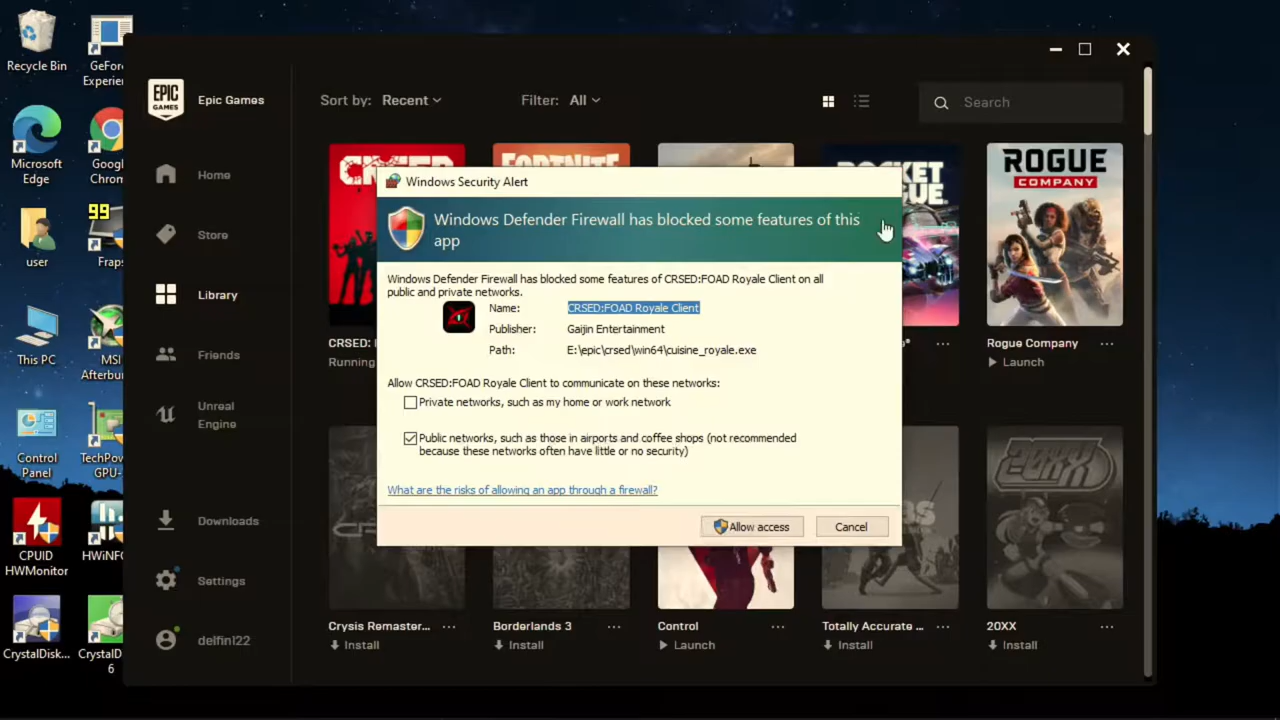 Recycle Bin
GeFor
Experien
Microsoft
Edge
Googl
Chrom
user
99
Fraps
This PC
MSI
Afterbur
Control
Panel
TechPow
GPU-
CPUID
HWMonitor
HWiNFO
CrystalDisk...
CrystalD
6
EPIC
GAMES
Epic Games
Home
Store
Library
Friends
Unreal
Engine
Downloads
Settings
delfin122
Sort by: Recent
Filter: All
Search
FORTNITE
ROGUE
COMPANY
CRSED:
Running
Rogue Company
Launch
Windows Security Alert
Windows Defender Firewall has blocked some features of this
app
Windows Defender Firewall has blocked some features of CRSED:FOAD Royale Client on all
public and private networks.
Name: CRSED:FOAD Royale Client
Publisher: Gaijin Entertainment
Path: E:\epic\crsed\win64\cuisine_royale.exe
Allow CRSED:FOAD Royale Client to communicate on these networks:
Private networks, such as my home or work network
Public networks, such as those in airports and coffee shops (not recommended
because these networks often have little or no security)
What are the risks of allowing an app through a firewall?
Allow access
Cancel
20XX
Crysis Remaster...
Install
Borderlands 3
Install
Control
Launch
Totally Accurate ...
Install
20XX
Install